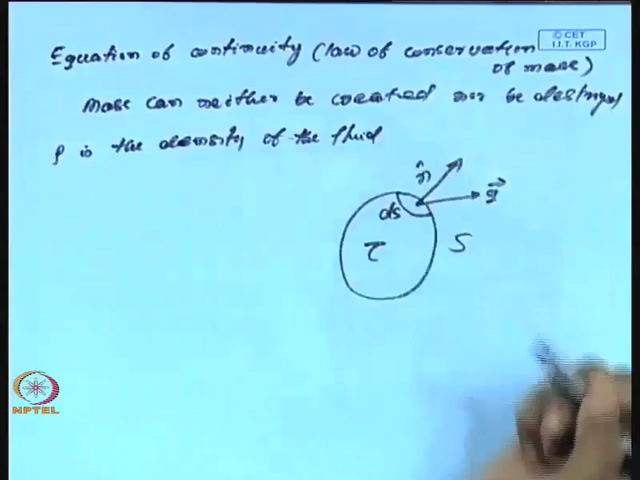 Equation of continuity (law of conservation
of mass)
© CET
I.I.T. KGP
Mass can neither be created nor be destroyed
ρ is the density of the fluid
n̂
q⃗
ds
τ
S
NPTEL